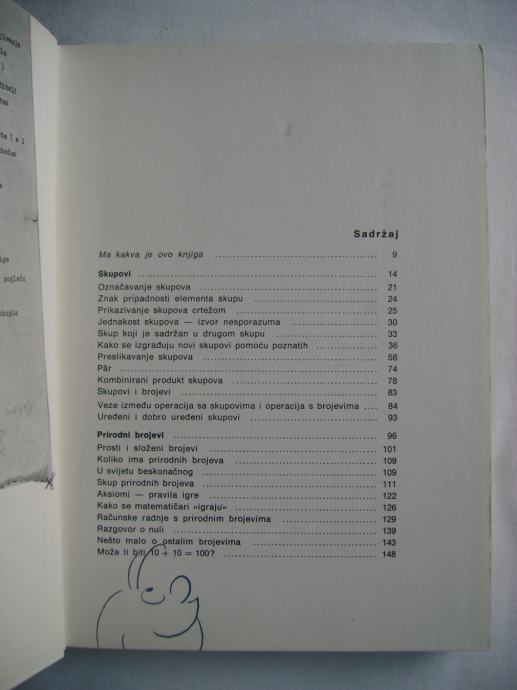 Sadržaj
Ma kakva je ovo knjiga 9
Skupovi 14
Označavanje skupova 21
Znak pripadnosti elementa skupu 24
Prikazivanje skupova crtežom 25
Jednakost skupova — izvor nesporazuma 30
Skup koji je sadržan u drugom skupu 33
Kako se izgrađuju novi skupovi pomoću poznatih 36
Preslikavanje skupova 58
Pâr 74
Kombinirani produkt skupova 78
Skupovi i brojevi 83
Veze između operacija sa skupovima i operacija s brojevima 84
Uređeni i dobro uređeni skupovi 93
Prirodni brojevi 96
Prosti i složeni brojevi 101
Koliko ima prirodnih brojeva 109
U svijetu beskonačnog 109
Skup prirodnih brojeva 111
Aksiomi — pravila igre 122
Kako se matematičari »igraju« 126
Računske radnje s prirodnim brojevima 129
Razgovor o nuli 139
Nešto malo o ostalim brojevima 143
Može li biti 10 + 10 = 100? 148
pogledu